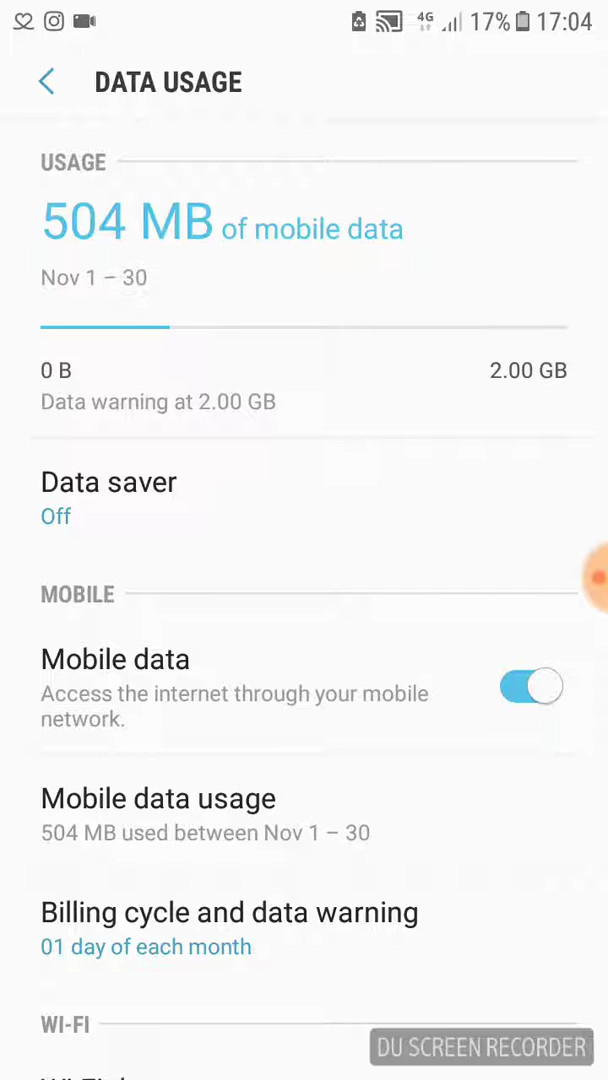 4G 17% 17:04
DATA USAGE
USAGE
504 MB of mobile data
Nov 1 – 30
0 B 2.00 GB
Data warning at 2.00 GB
Data saver
Off
MOBILE
Mobile data
Access the internet through your mobile
network.
Mobile data usage
504 MB used between Nov 1 – 30
Billing cycle and data warning
01 day of each month
WI-FI
DU SCREEN RECORDER